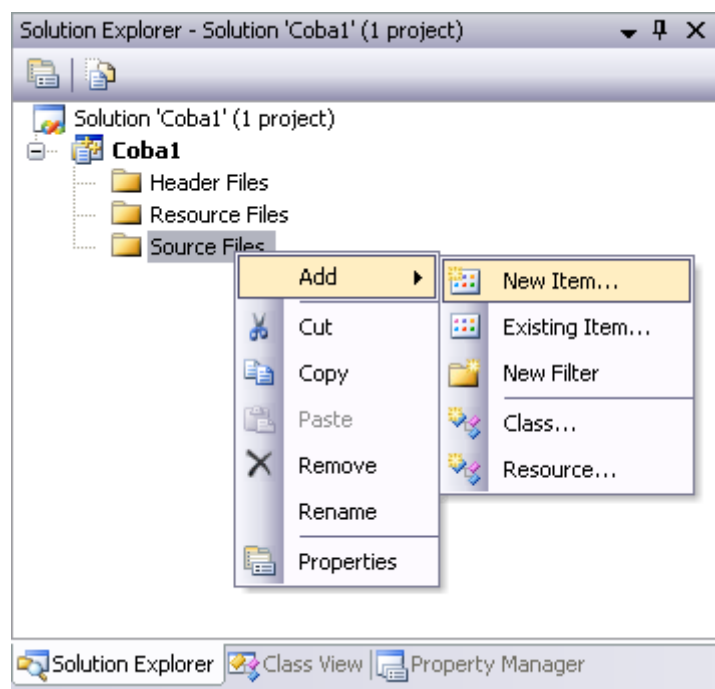 Solution Explorer - Solution 'Coba1' (1 project)
Solution 'Coba1' (1 project)
Coba1
Header Files
Resource Files
Source Files
Add
Cut
Copy
Paste
Remove
Rename
Properties
New Item...
Existing Item...
New Filter
Class...
Resource...
Solution Explorer Class View Property Manager